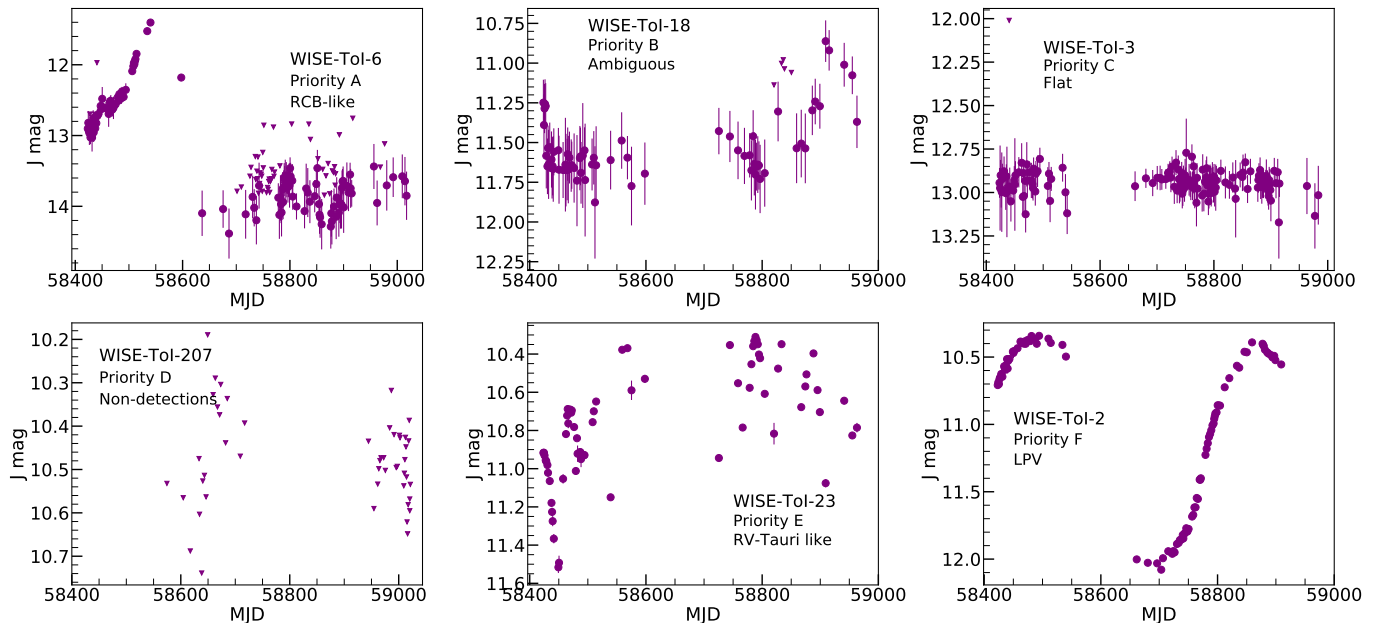 WISE-ToI-6
Priority A
RCB-like
12
13
14
J mag
58400
58600
58800
59000
MJD
WISE-ToI-18
Priority B
Ambiguous
10.75
11.00
11.25
11.50
11.75
12.00
12.25
J mag
58400
58600
58800
59000
MJD
WISE-ToI-3
Priority C
Flat
12.00
12.25
12.50
12.75
13.00
13.25
J mag
58400
58600
58800
59000
MJD
WISE-ToI-207
Priority D
Non-detections
10.2
10.3
10.4
10.5
10.6
10.7
J mag
58400
58600
58800
59000
MJD
WISE-ToI-23
Priority E
RV-Tauri like
10.4
10.6
10.8
11.0
11.2
11.4
11.6
J mag
58400
58600
58800
59000
MJD
WISE-ToI-2
Priority F
LPV
10.5
11.0
11.5
12.0
J mag
58400
58600
58800
59000
MJD